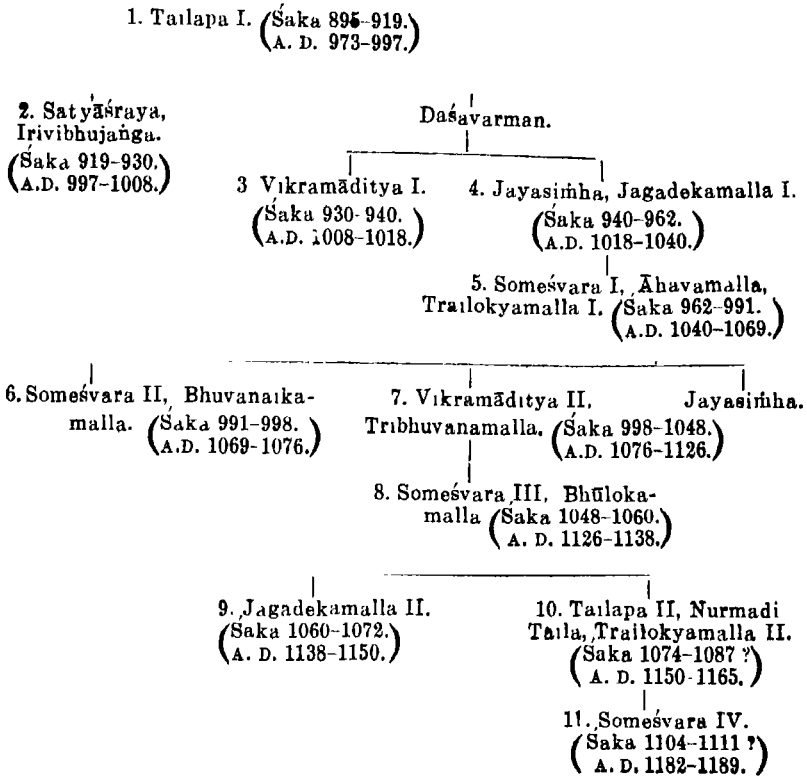 1. Tailapa I. (Śaka 895–919.)
(A. D. 973–997.)
2. Satyāśraya,
Irivibhujaṅga.
(Śaka 919–930.)
(A.D. 997–1008.)
Daśavarman.
3 Vikramāditya I.
(Śaka 930-940.)
(A.D. 1008–1018.)
4. Jayasiṁha, Jagadekamalla I.
(Śaka 940–962.)
(A.D. 1018–1040.)
5. Someśvara I, Āhavamalla,
Trailokyamalla I. (Śaka 962–991.)
(A.D. 1040–1069.)
6. Someśvara II, Bhuvanaika-
malla. (Śaka 991–998.)
(A.D. 1069-1076.)
7. Vikramāditya II,
Tribhuvanamalla. (Śaka 998–1048.)
(A.D. 1076–1126.)
Jayasiṁha.
8. Someśvara III, Bhūloka-
malla (Śaka 1048–1060.)
(A. D. 1126–1138.)
9. Jagadekamalla II.
(Śaka 1060–1072.)
(A. D. 1138–1150.)
10. Tailapa II, Nurmadi
Taila, Trailokyamalla II.
(Śaka 1074–1087 ?)
(A. D. 1150-1165.)
11. Someśvara IV.
(Śaka 1104–1111 ?)
(A. D. 1182–1189.)